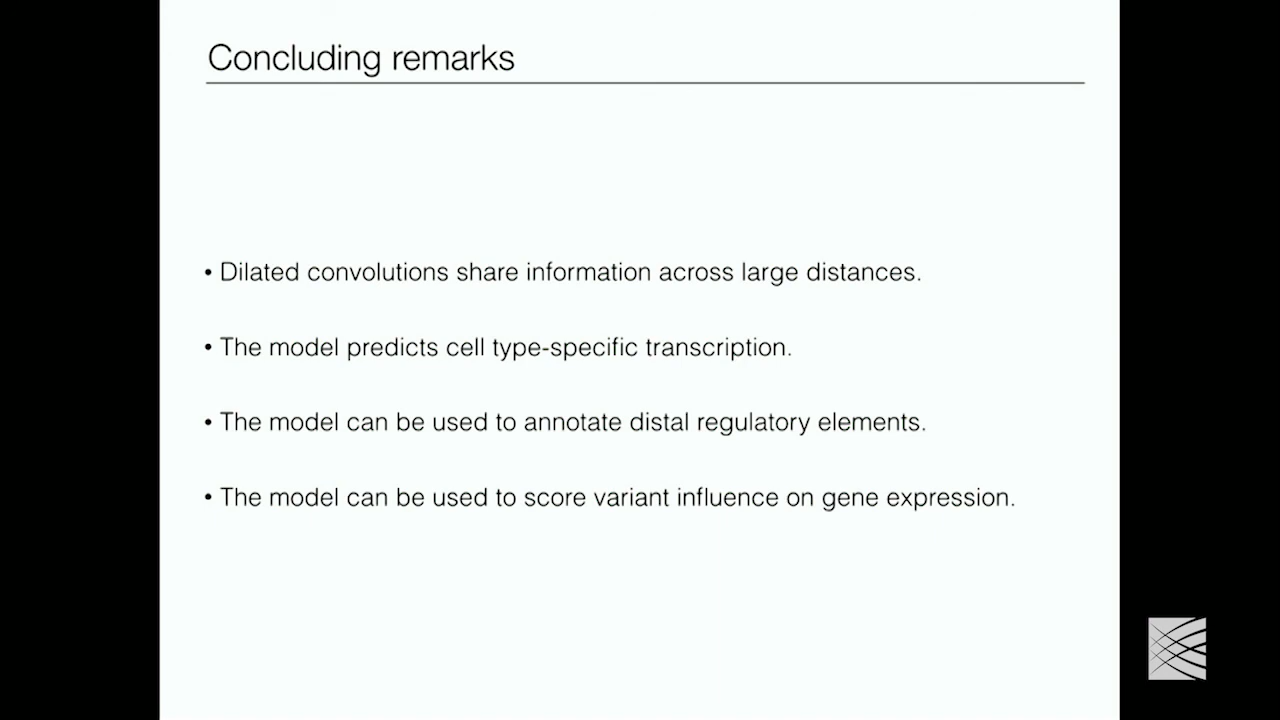 Concluding remarks
• Dilated convolutions share information across large distances.
• The model predicts cell type-specific transcription.
• The model can be used to annotate distal regulatory elements.
• The model can be used to score variant influence on gene expression.